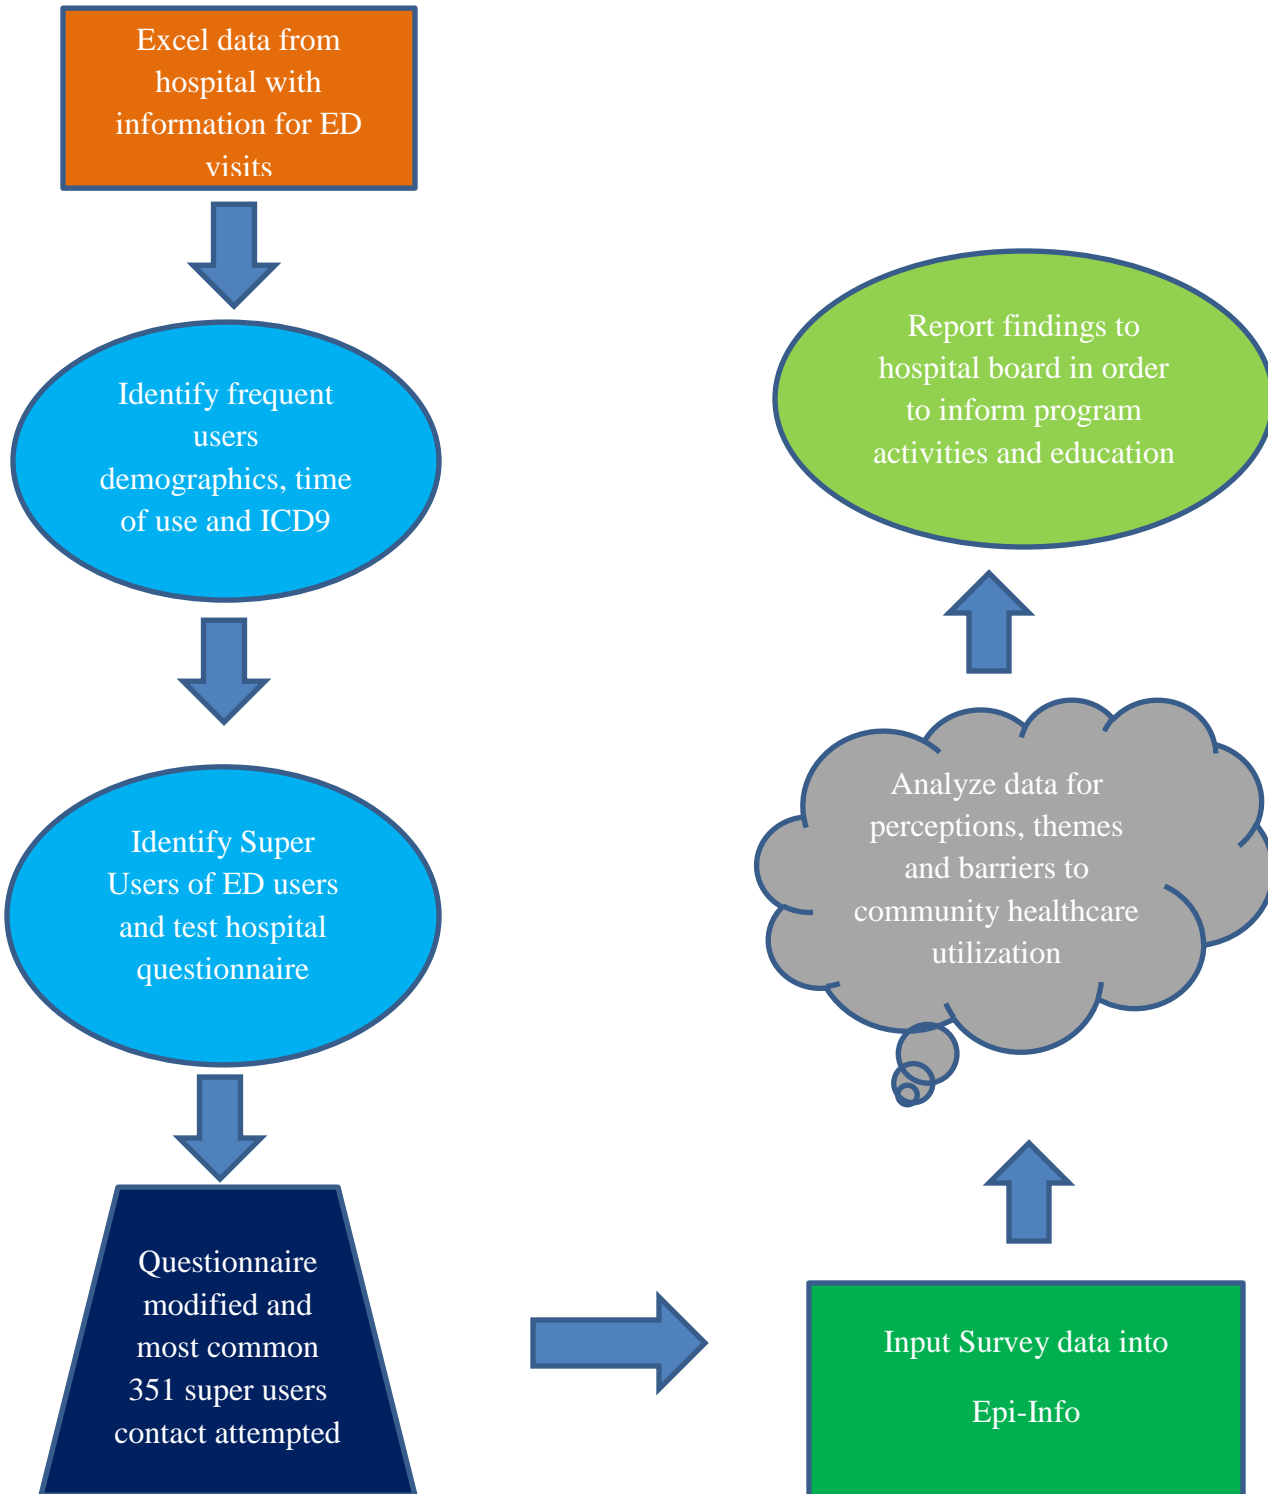 Excel data from
hospital with
information for ED
visits
Identify frequent
users
demographics, time
of use and ICD9
Identify Super
Users of ED users
and test hospital
questionnaire
Questionnaire
modified and
most common
351 super users
contact attempted
Input Survey data into
Epi-Info
Analyze data for
perceptions, themes
and barriers to
community healthcare
utilization
Report findings to
hospital board in order
to inform program
activities and education